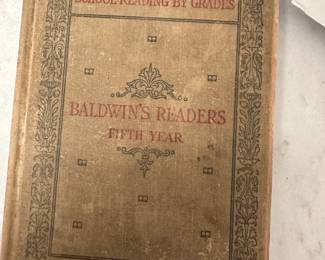 SCHOOL READING BY GRADES
BALDWIN'S READERS
FIFTH YEAR